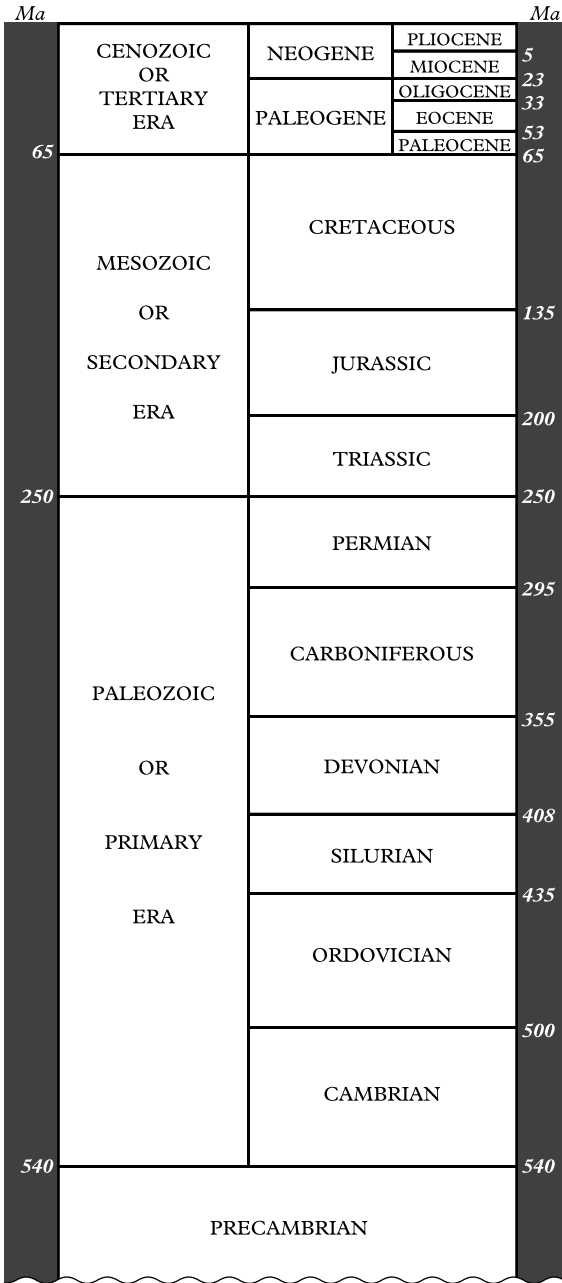 Ma
Ma
CENOZOIC
OR
TERTIARY
ERA
NEOGENE
PLIOCENE
5
MIOCENE
23
PALEOGENE
OLIGOCENE
33
EOCENE
53
PALEOCENE
65
65
MESOZOIC
OR
SECONDARY
ERA
CRETACEOUS
135
JURASSIC
200
TRIASSIC
250
250
PALEOZOIC
OR
PRIMARY
ERA
PERMIAN
295
CARBONIFEROUS
355
DEVONIAN
408
SILURIAN
435
ORDOVICIAN
500
CAMBRIAN
540
540
PRECAMBRIAN